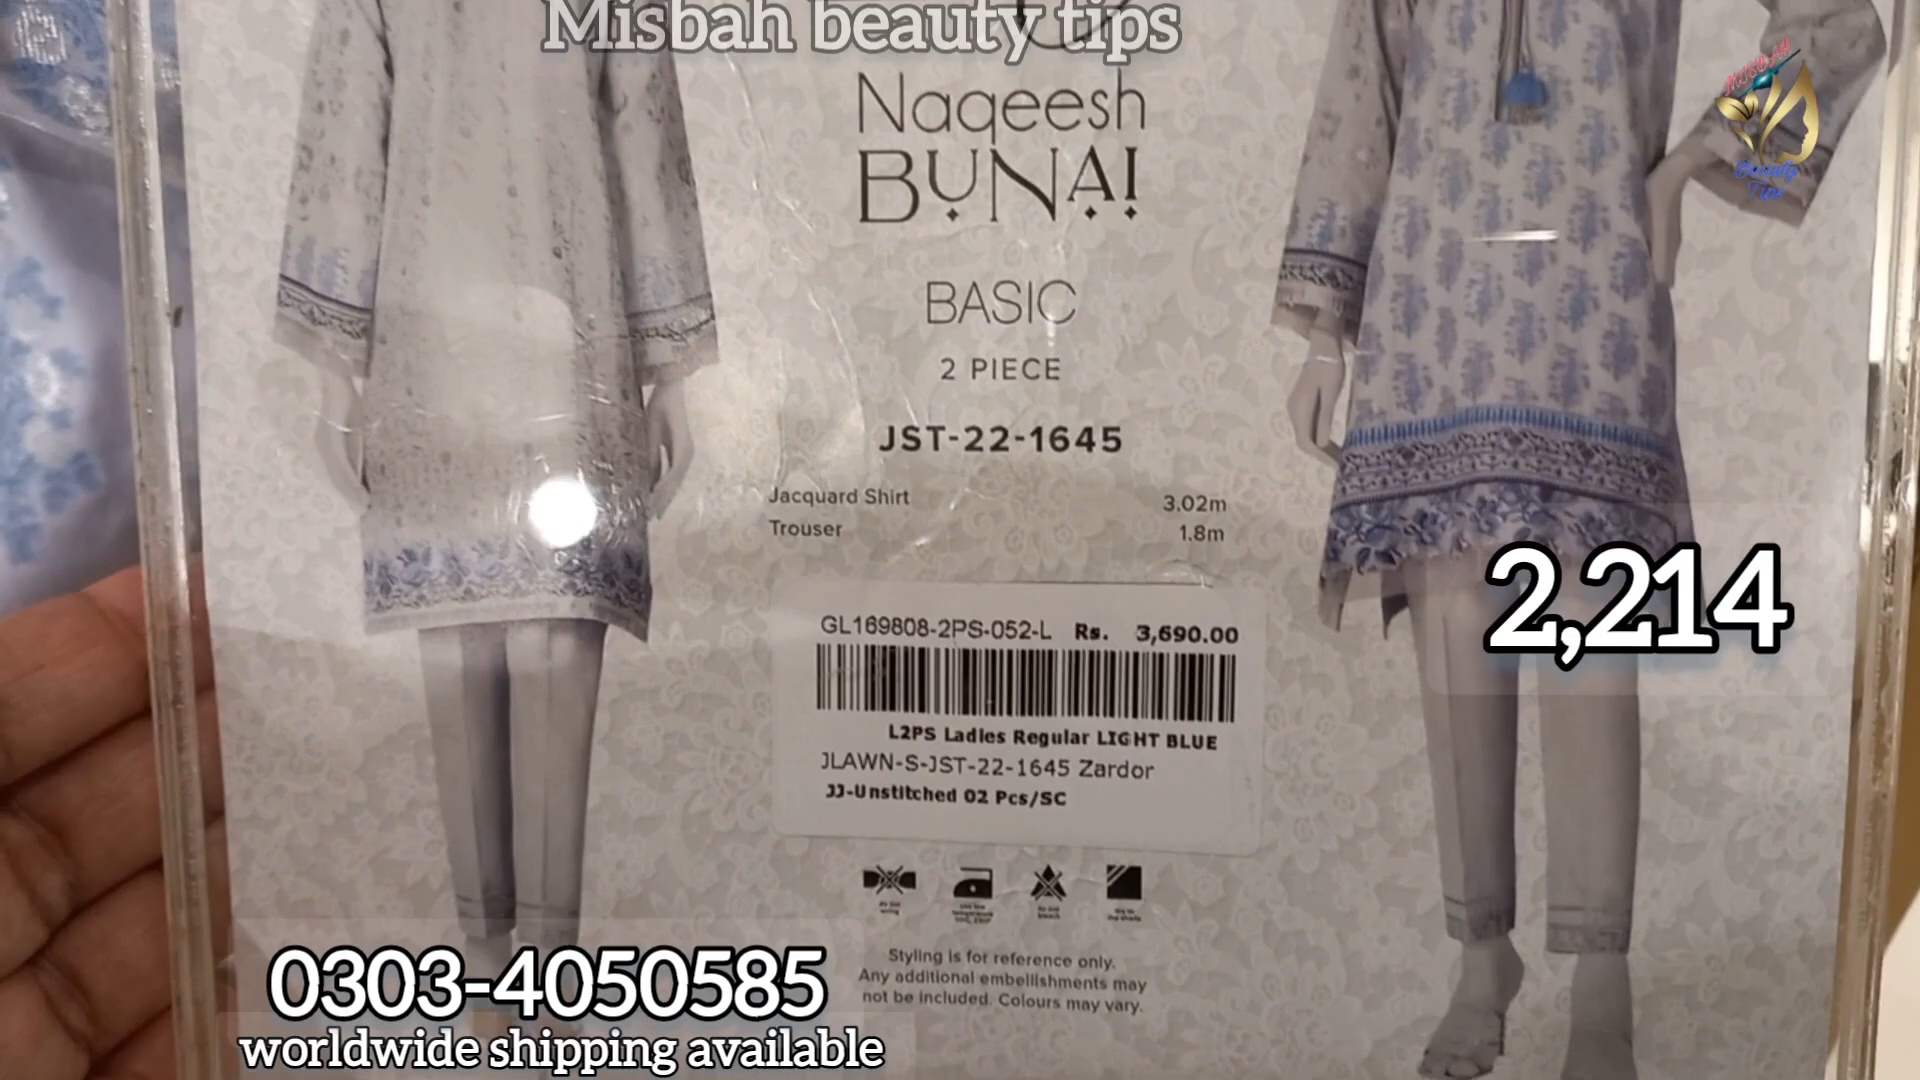 Misbah beauty tips
MISBAH
Beauty
Tips
Naqeesh
BUNAI
BASIC
2 PIECE
JST-22-1645
Jacquard Shirt 3.02m
Trouser 1.8m
2,214
GL169808-2PS-052-L Rs. 3,690.00
L2PS Ladies Regular LIGHT BLUE
JLAWN-S-JST-22-1645 Zardor
JJ-Unstitched 02 Pcs/SC
Styling is for reference only.
Any additional embellishments may
not be included. Colours may vary.
0303-4050585
worldwide shipping available